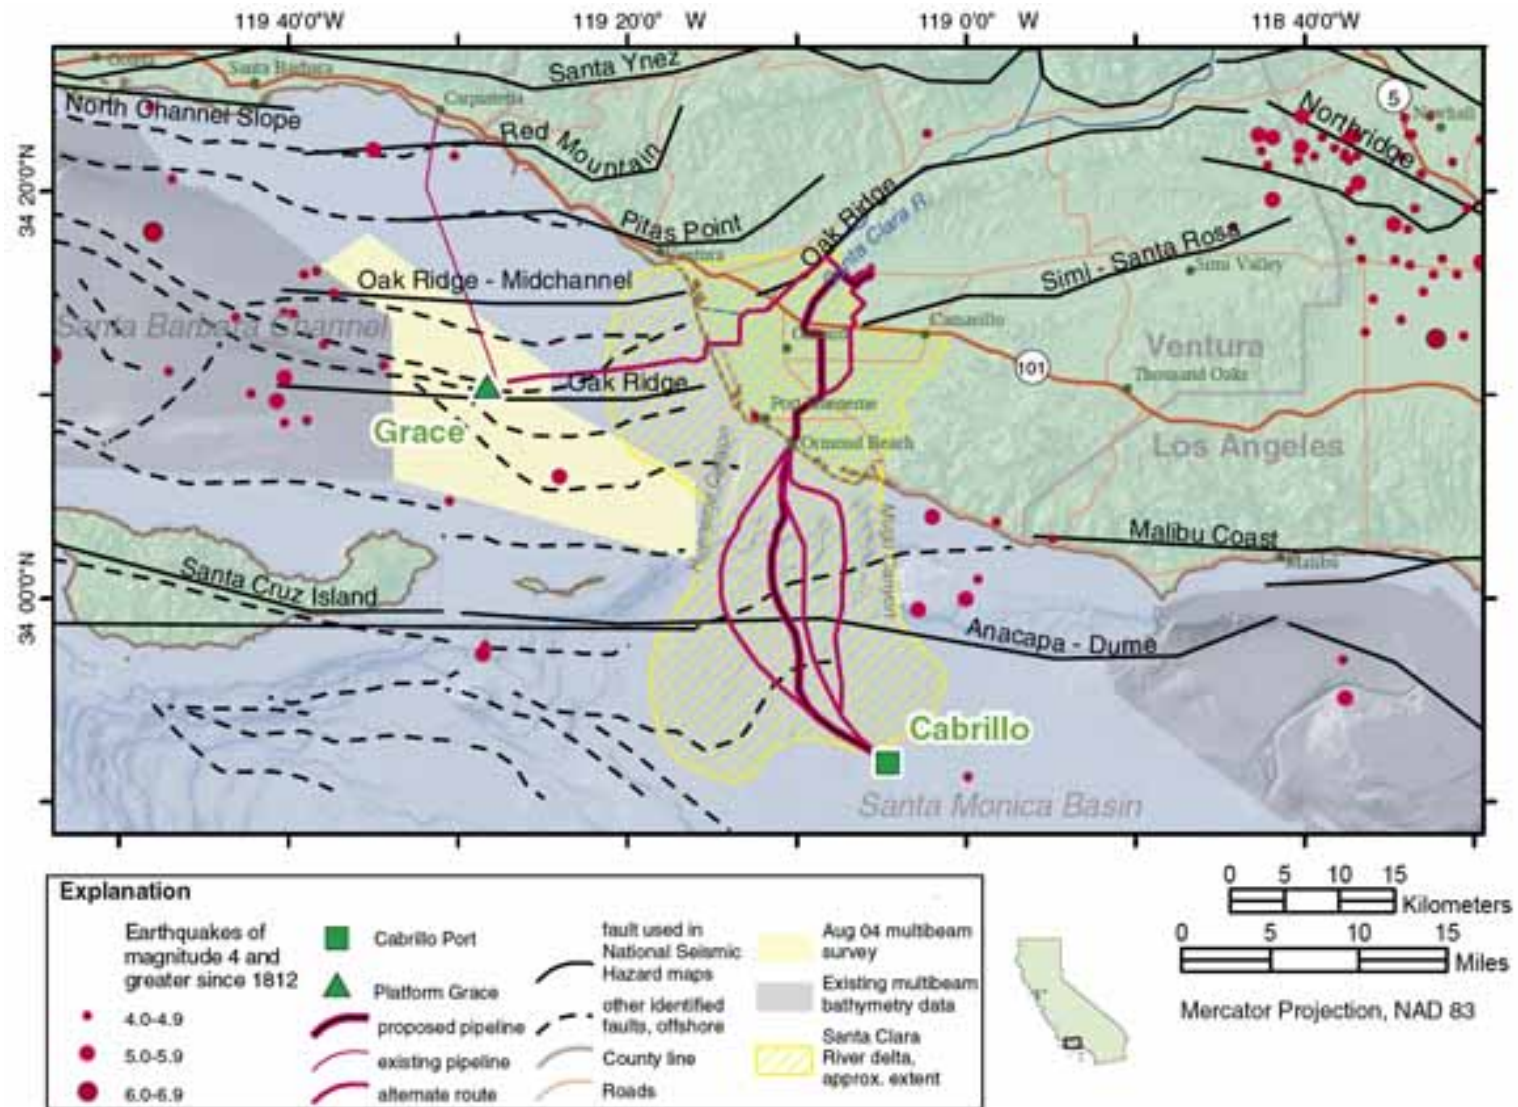 119 40'0"W
119 20'0" W
119 0'0" W
118 40'0"W
34 20'0"N
34 00'0"N
Santa Barbara
Carpinteria
Santa Ynez
North Channel Slope
Red Mountain
Pitas Point
Ventura
Oak Ridge
Santa Clara R.
5
Newhall
Northridge
Simi - Santa Rosa
Simi Valley
Oak Ridge - Midchannel
Santa Barbara Channel
Camarillo
101
Ventura
Thousand Oaks
Oak Ridge
Grace
Port Hueneme
Ormond Beach
Los Angeles
Malibu Coast
Malibu
Santa Cruz Island
Anacapa - Dume
Cabrillo
Santa Monica Basin
Explanation
Earthquakes of
magnitude 4 and
greater since 1812
4.0-4.9
5.0-5.9
6.0-6.9
Cabrillo Port
Platform Grace
proposed pipeline
existing pipeline
alternate route
fault used in
National Seismic
Hazard maps
other identified
faults, offshore
County line
Roads
Aug 04 multibeam
survey
Existing multibeam
bathymetry data
Santa Clara
River delta,
approx. extent
0 5 10 15
Kilometers
0 5 10 15
Miles
Mercator Projection, NAD 83